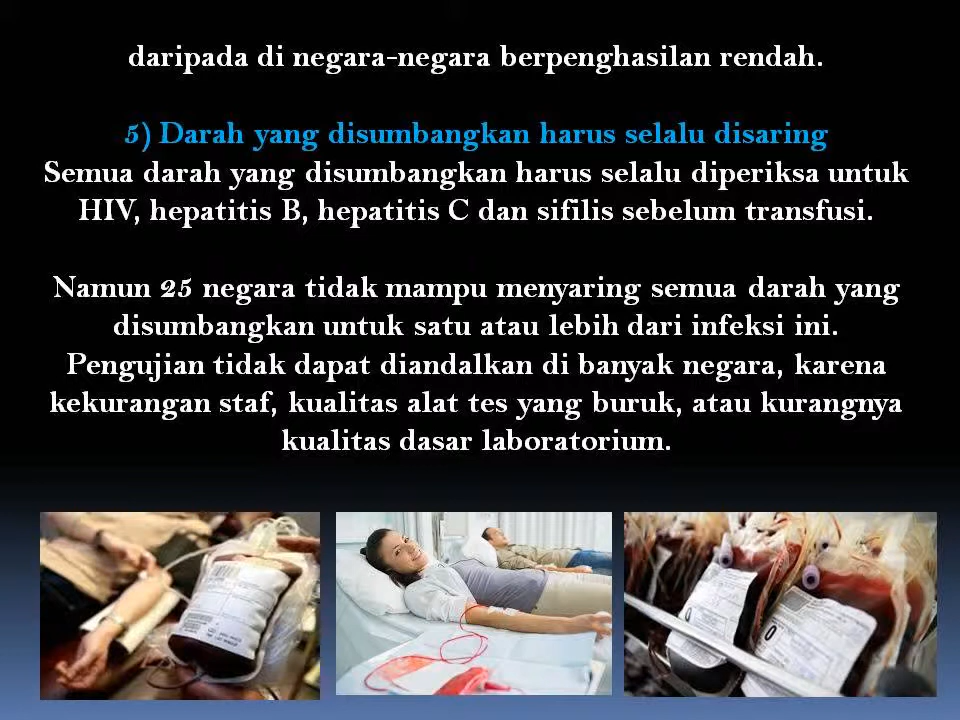 daripada di negara-negara berpenghasilan rendah.
5) Darah yang disumbangkan harus selalu disaring
Semua darah yang disumbangkan harus selalu diperiksa untuk
HIV, hepatitis B, hepatitis C dan sifilis sebelum transfusi.
Namun 25 negara tidak mampu menyaring semua darah yang
disumbangkan untuk satu atau lebih dari infeksi ini.
Pengujian tidak dapat diandalkan di banyak negara, karena
kekurangan staf, kualitas alat tes yang buruk, atau kurangnya
kualitas dasar laboratorium.
O
O